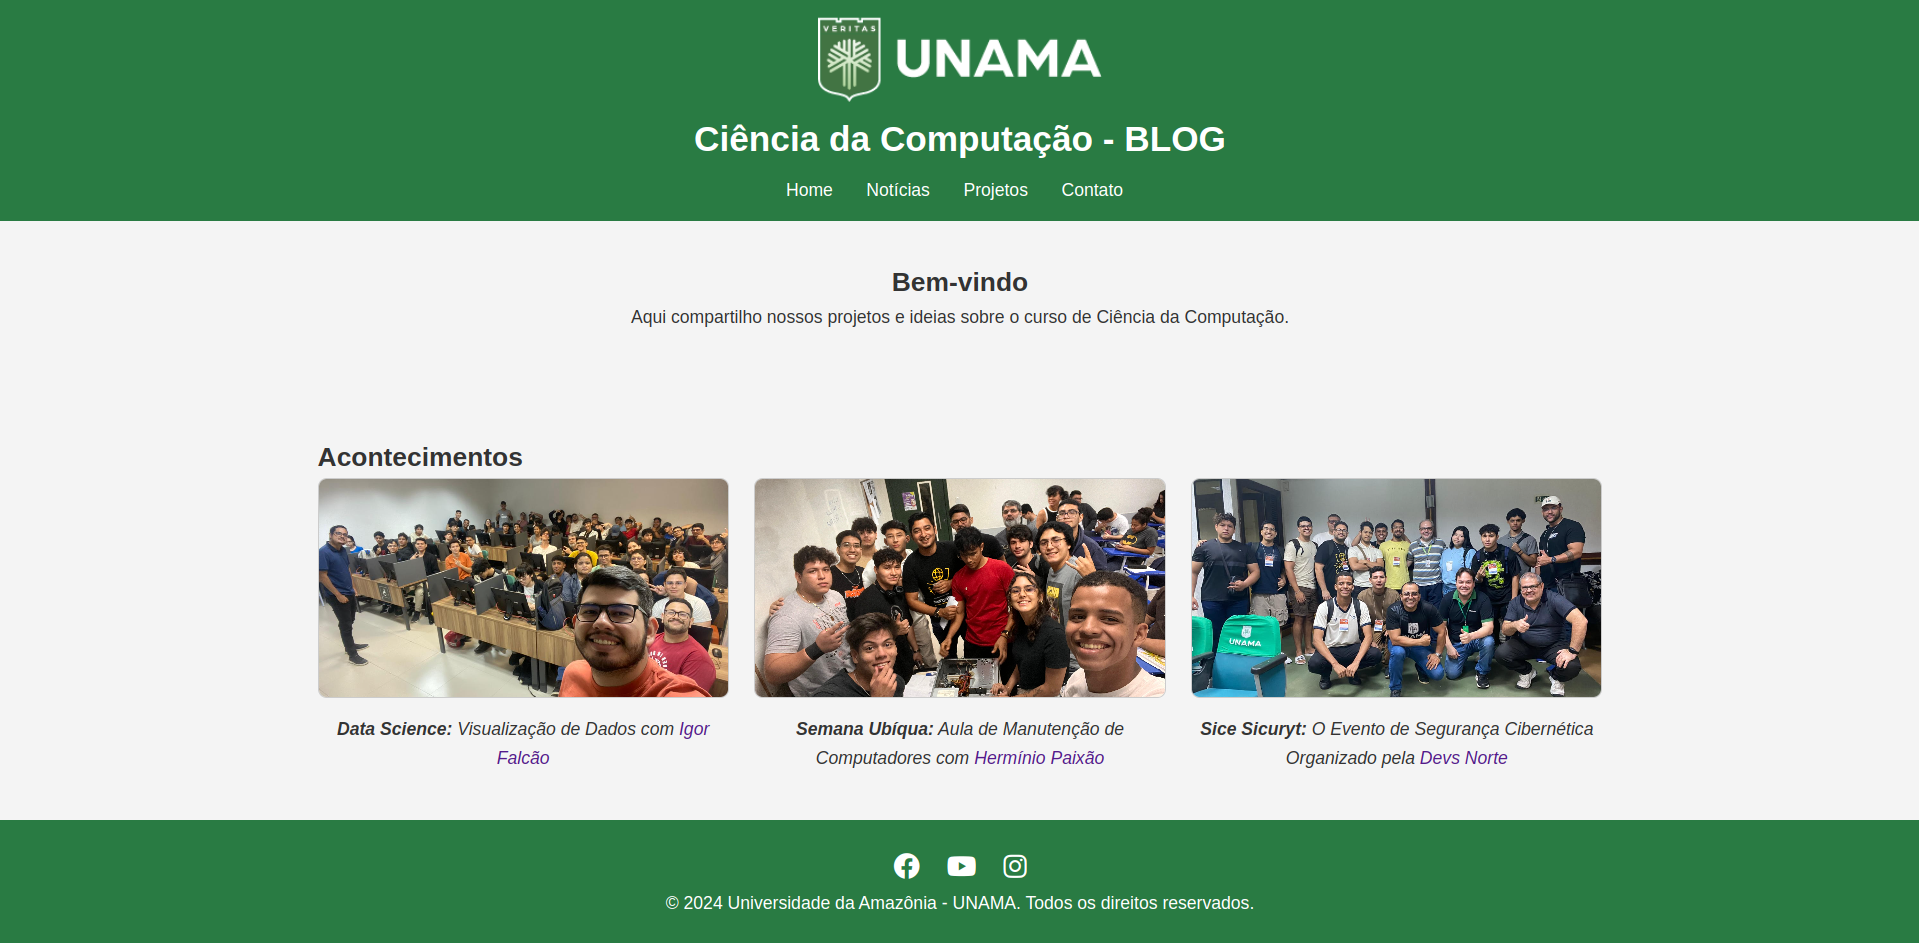 VERITAS
UNAMA
Ciência da Computação - BLOG
Home Notícias Projetos Contato
Bem-vindo
Aqui compartilho nossos projetos e ideias sobre o curso de Ciência da Computação.
Acontecimentos
UNAMA
Data Science: Visualização de Dados com Igor
Falcão
Semana Ubíqua: Aula de Manutenção de
Computadores com Hermínio Paixão
Sice Sicuryt: O Evento de Segurança Cibernética
Organizado pela Devs Norte
© 2024 Universidade da Amazônia - UNAMA. Todos os direitos reservados.